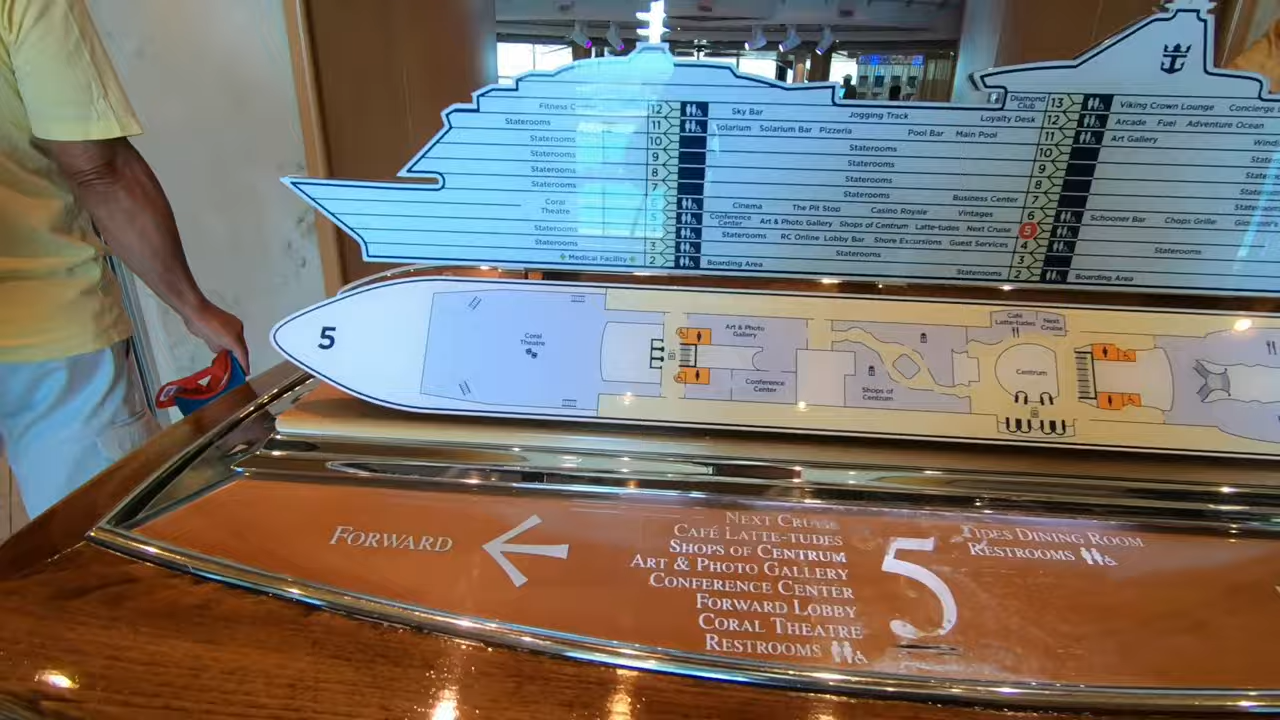 Diamond Club 13 Viking Crown Lounge Concierge
Fitness 12 Sky Bar Jogging Track Loyalty Desk 12 Arcade Fuel Adventure Ocean
Staterooms 11 Solarium Solarium Bar Pizzeria Pool Bar Main Pool 11 Art Gallery
Staterooms 10 Staterooms 10 Staterooms
Staterooms 9 Staterooms 9
Staterooms 8 Staterooms 8
Staterooms 7 Business Center 7
Coral Theatre Cinema The Pit Stop Casino Royale Vintages 6 Schooner Bar Chops Grille
5 Conference Center Art & Photo Gallery Shops of Centrum Latte-tudes Next Cruise 5
Staterooms Staterooms RC Online Lobby Bar Shore Excursions Guest Services 4 Staterooms
Staterooms 3 Staterooms 3
Medical Facility 2 Boarding Area Staterooms 2 Boarding Area
5
Coral
Theatre
Art & Photo
Gallery
Conference
Center
Shops of
Centrum
Café
Latte-tudes
Next
Cruise
Centrum
FORWARD
NEXT CRUISE
CAFÉ LATTE-TUDES
SHOPS OF CENTRUM
ART & PHOTO GALLERY
CONFERENCE CENTER
FORWARD LOBBY
CORAL THEATRE
RESTROOMS
5
TIDES DINING ROOM
RESTROOMS